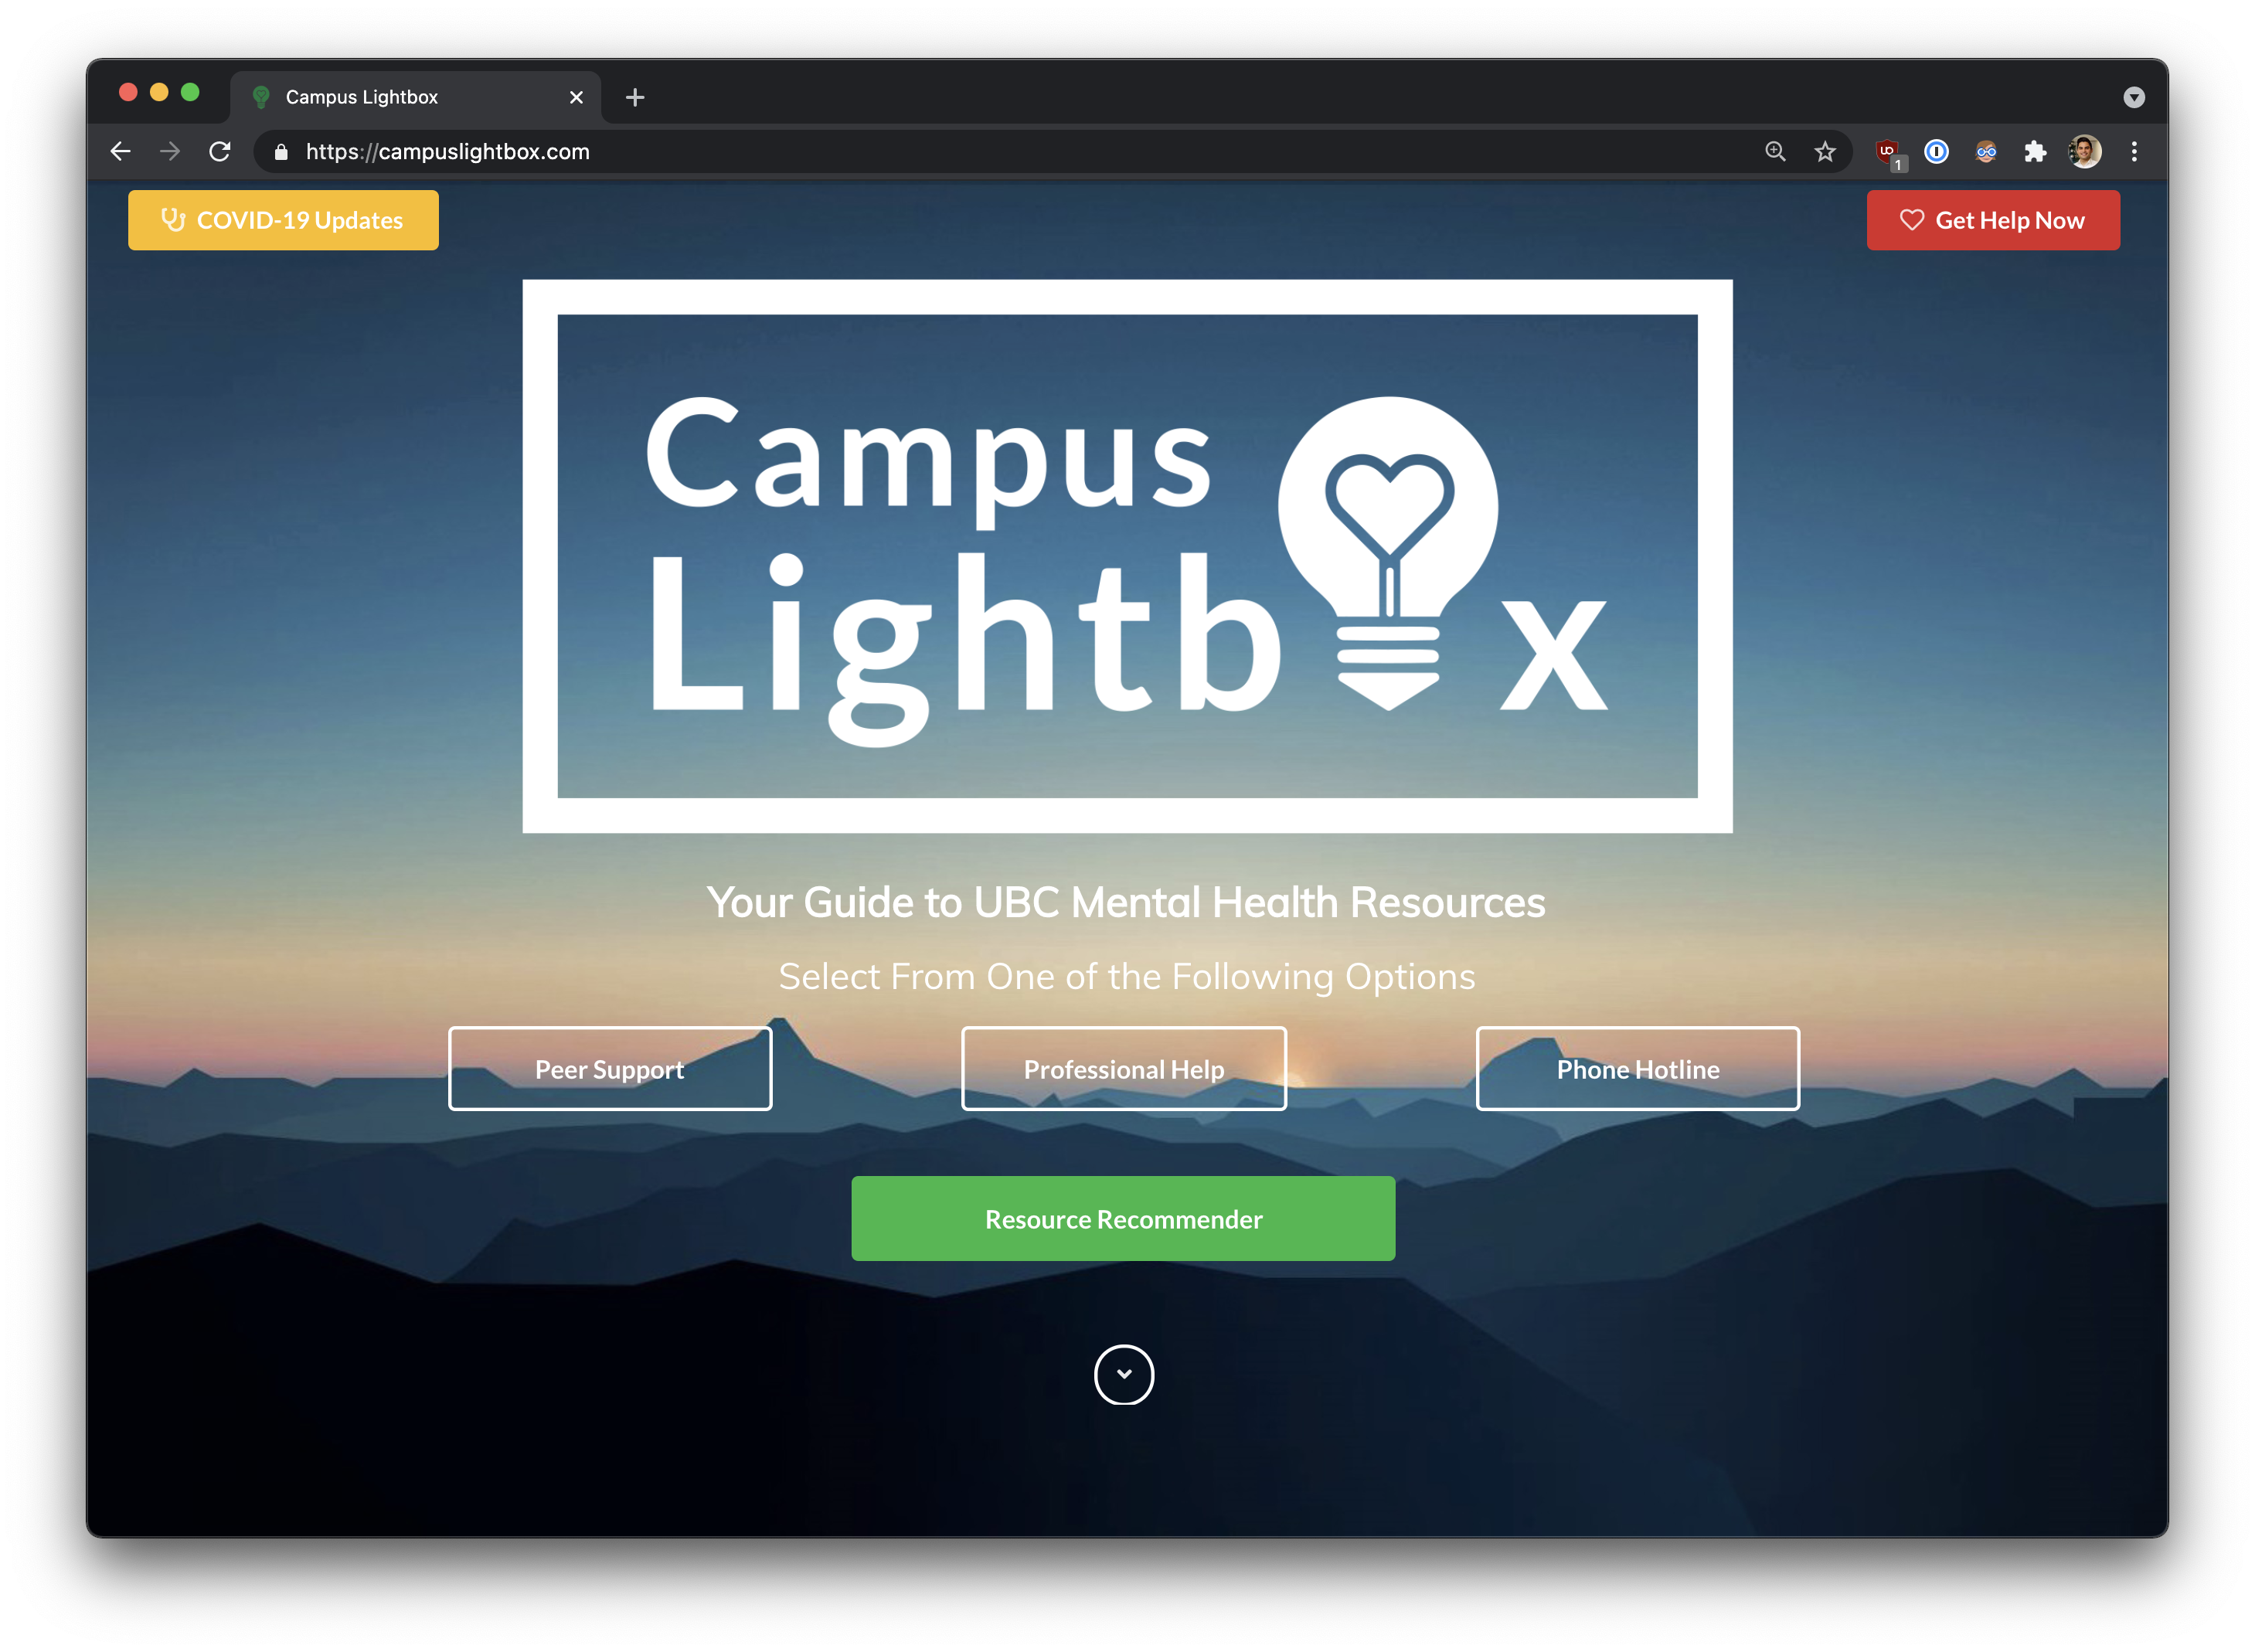 Campus Lightbox
https://campuslightbox.com
1
COVID-19 Updates
Get Help Now
Campus
Lightbox
Your Guide to UBC Mental Health Resources
Select From One of the Following Options
Peer Support
Professional Help
Phone Hotline
Resource Recommender